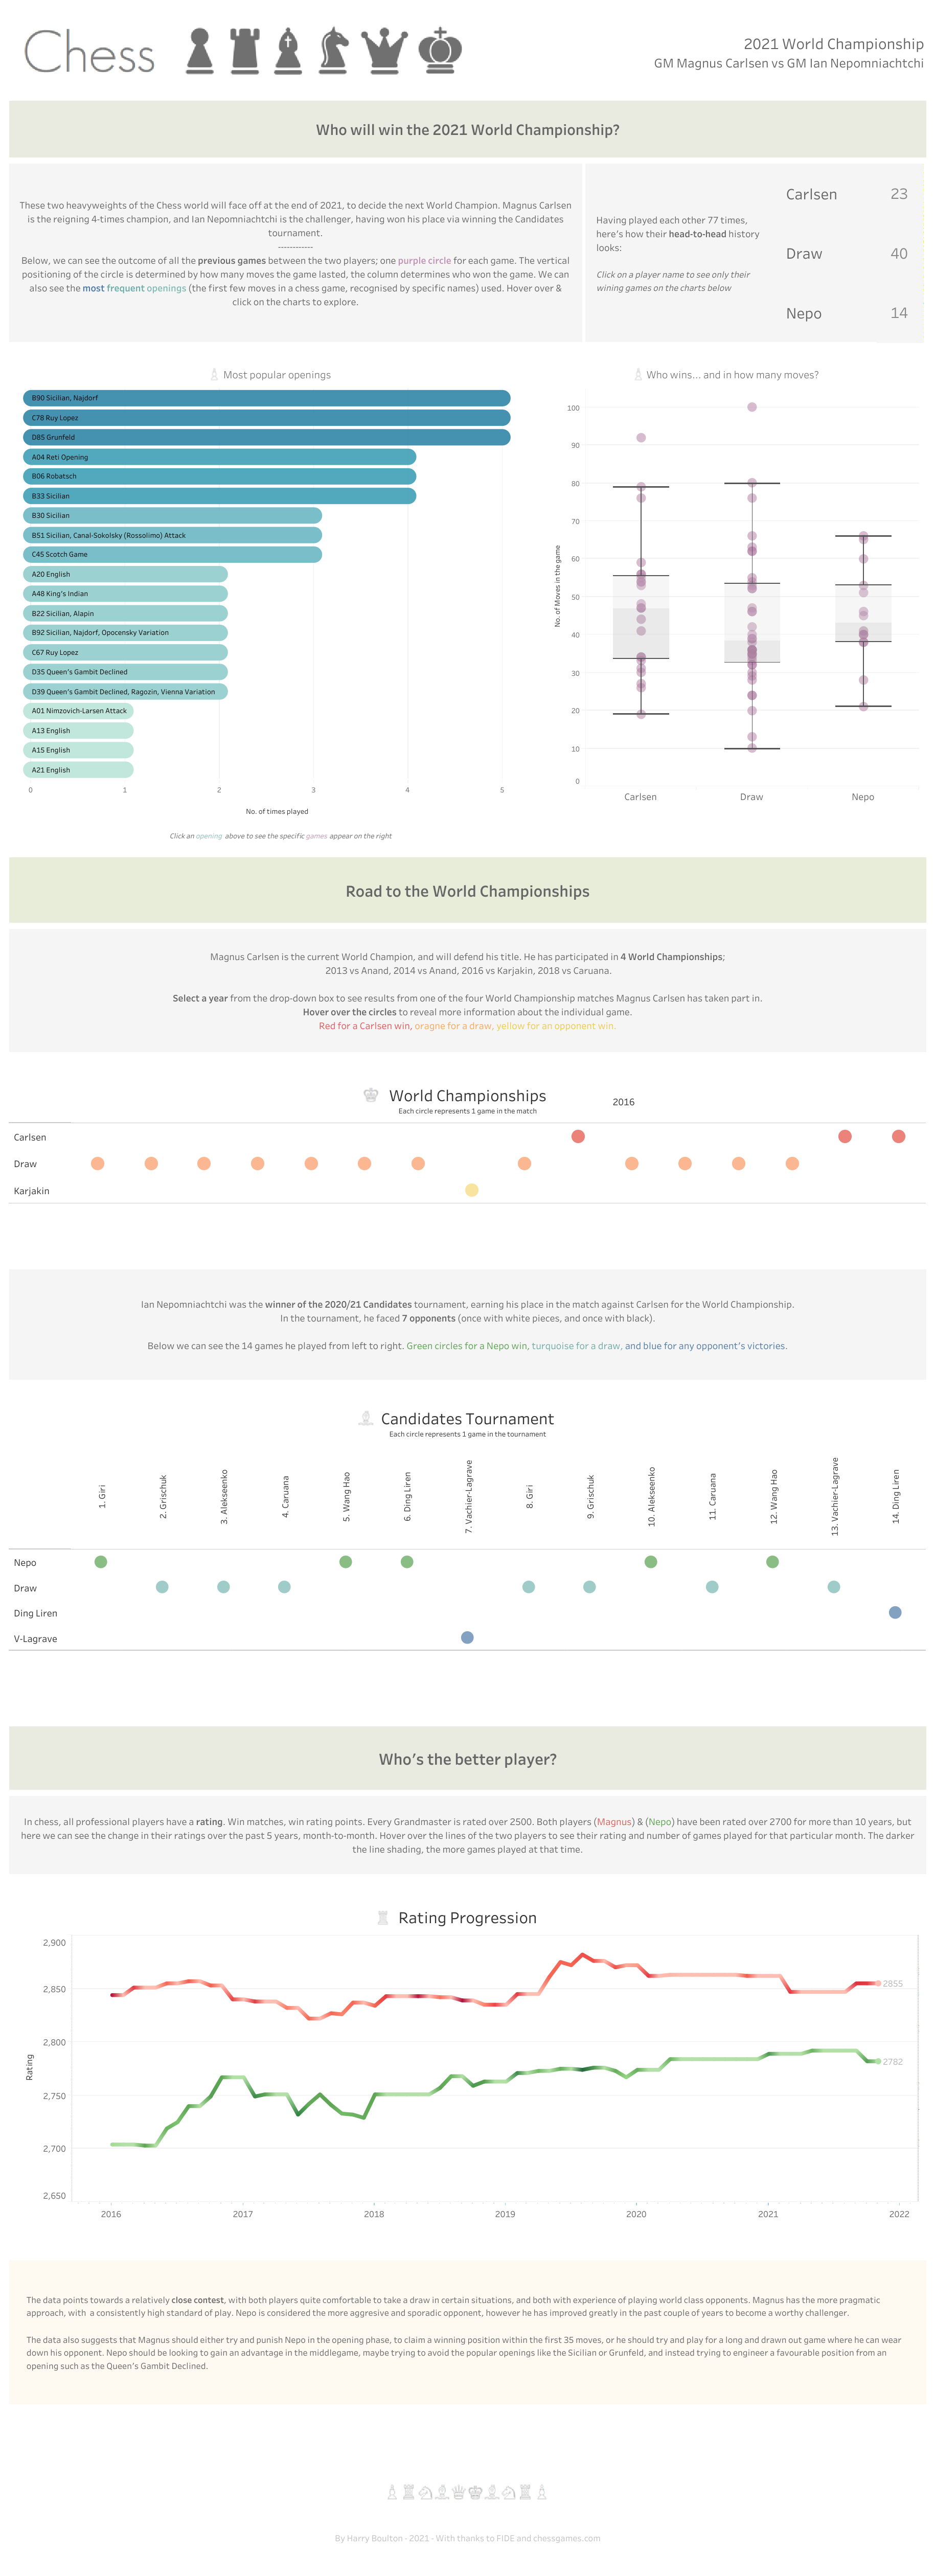 Chess
2021 World Championship
GM Magnus Carlsen vs GM Ian Nepomniachtchi
Who will win the 2021 World Championship?
These two heavyweights of the Chess world will face off at the end of 2021, to decide the next World Champion. Magnus Carlsen
is the reigning 4-times champion, and Ian Nepomniachtchi is the challenger, having won his place via winning the Candidates
tournament.
------------
Below, we can see the outcome of all the previous games between the two players; one purple circle for each game. The vertical
positioning of the circle is determined by how many moves the game lasted, the column determines who won the game. We can
also see the most frequent openings (the first few moves in a chess game, recognised by specific names) used. Hover over &
click on the charts to explore.
Having played each other 77 times,
here's how their head-to-head history
looks:
Click on a player name to see only their
wining games on the charts below
Carlsen 23
Draw 40
Nepo 14
Most popular openings
B90 Sicilian, Najdorf
C78 Ruy Lopez
D85 Grunfeld
A04 Reti Opening
B06 Robatsch
B33 Sicilian
B30 Sicilian
B51 Sicilian, Canal-Sokolsky (Rossolimo) Attack
C45 Scotch Game
A20 English
A48 King's Indian
B22 Sicilian, Alapin
B92 Sicilian, Najdorf, Opocensky Variation
C67 Ruy Lopez
D35 Queen's Gambit Declined
D39 Queen's Gambit Declined, Ragozin, Vienna Variation
A01 Nimzovich-Larsen Attack
A13 English
A15 English
A21 English
0 1 2 3 4 5
No. of times played
Click an opening above to see the specific games appear on the right
Who wins... and in how many moves?
100
90
80
70
60
50
40
30
20
10
0
No. of Moves in the game
Carlsen Draw Nepo
Road to the World Championships
Magnus Carlsen is the current World Champion, and will defend his title. He has participated in 4 World Championships;
2013 vs Anand, 2014 vs Anand, 2016 vs Karjakin, 2018 vs Caruana.
Select a year from the drop-down box to see results from one of the four World Championship matches Magnus Carlsen has taken part in.
Hover over the circles to reveal more information about the individual game.
Red for a Carlsen win, oragne for a draw, yellow for an opponent win.
World Championships
Each circle represents 1 game in the match
2016
Carlsen
Draw
Karjakin
Ian Nepomniachtchi was the winner of the 2020/21 Candidates tournament, earning his place in the match against Carlsen for the World Championship.
In the tournament, he faced 7 opponents (once with white pieces, and once with black).
Below we can see the 14 games he played from left to right. Green circles for a Nepo win, turquoise for a draw, and blue for any opponent's victories.
Candidates Tournament
Each circle represents 1 game in the tournament
1. Giri
2. Grischuk
3. Alekseenko
4. Caruana
5. Wang Hao
6. Ding Liren
7. Vachier-Lagrave
8. Giri
9. Grischuk
10. Alekseenko
11. Caruana
12. Wang Hao
13. Vachier-Lagrave
14. Ding Liren
Nepo
Draw
Ding Liren
V-Lagrave
Who's the better player?
In chess, all professional players have a rating. Win matches, win rating points. Every Grandmaster is rated over 2500. Both players (Magnus) & (Nepo) have been rated over 2700 for more than 10 years, but
here we can see the change in their ratings over the past 5 years, month-to-month. Hover over the lines of the two players to see their rating and number of games played for that particular month. The darker
the line shading, the more games played at that time.
Rating Progression
2,900
2,850
2,800
2,750
2,700
2,650
Rating
2855
2782
2016 2017 2018 2019 2020 2021 2022
The data points towards a relatively close contest, with both players quite comfortable to take a draw in certain situations, and both with experience of playing world class opponents. Magnus has the more pragmatic
approach, with a consistently high standard of play. Nepo is considered the more aggresive and sporadic opponent, however he has improved greatly in the past couple of years to become a worthy challenger.
The data also suggests that Magnus should either try and punish Nepo in the opening phase, to claim a winning position within the first 35 moves, or he should try and play for a long and drawn out game where he can wear
down his opponent. Nepo should be looking to gain an advantage in the middlegame, maybe trying to avoid the popular openings like the Sicilian or Grunfeld, and instead trying to engineer a favourable position from an
opening such as the Queen's Gambit Declined.
By Harry Boulton - 2021 - With thanks to FIDE and chessgames.com